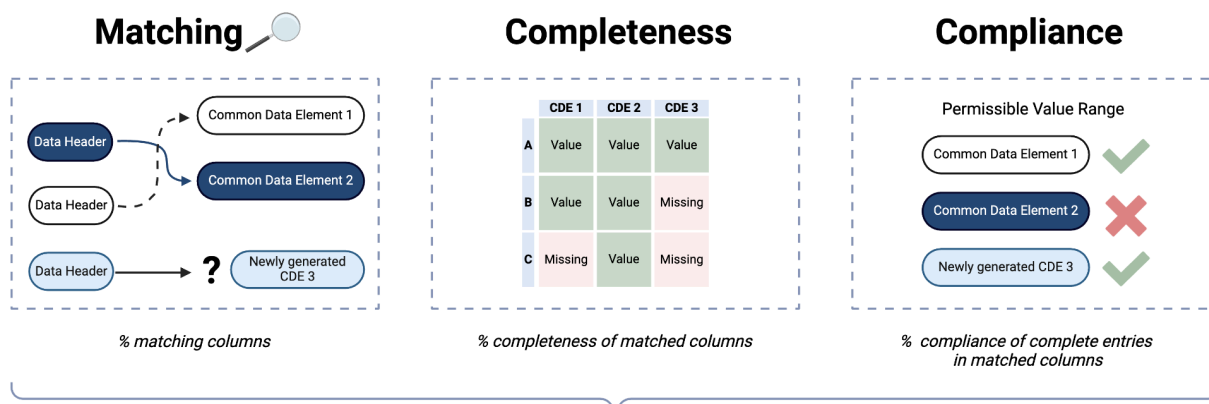 Matching
Completeness
Compliance
Data Header
Data Header
Data Header
Common Data Element 1
Common Data Element 2
?
Newly generated
CDE 3
CDE 1 CDE 2 CDE 3
A Value Value Value
B Value Value Missing
C Missing Value Missing
Permissible Value Range
Common Data Element 1
Common Data Element 2
Newly generated CDE 3
% matching columns
% completeness of matched columns
% compliance of complete entries
in matched columns